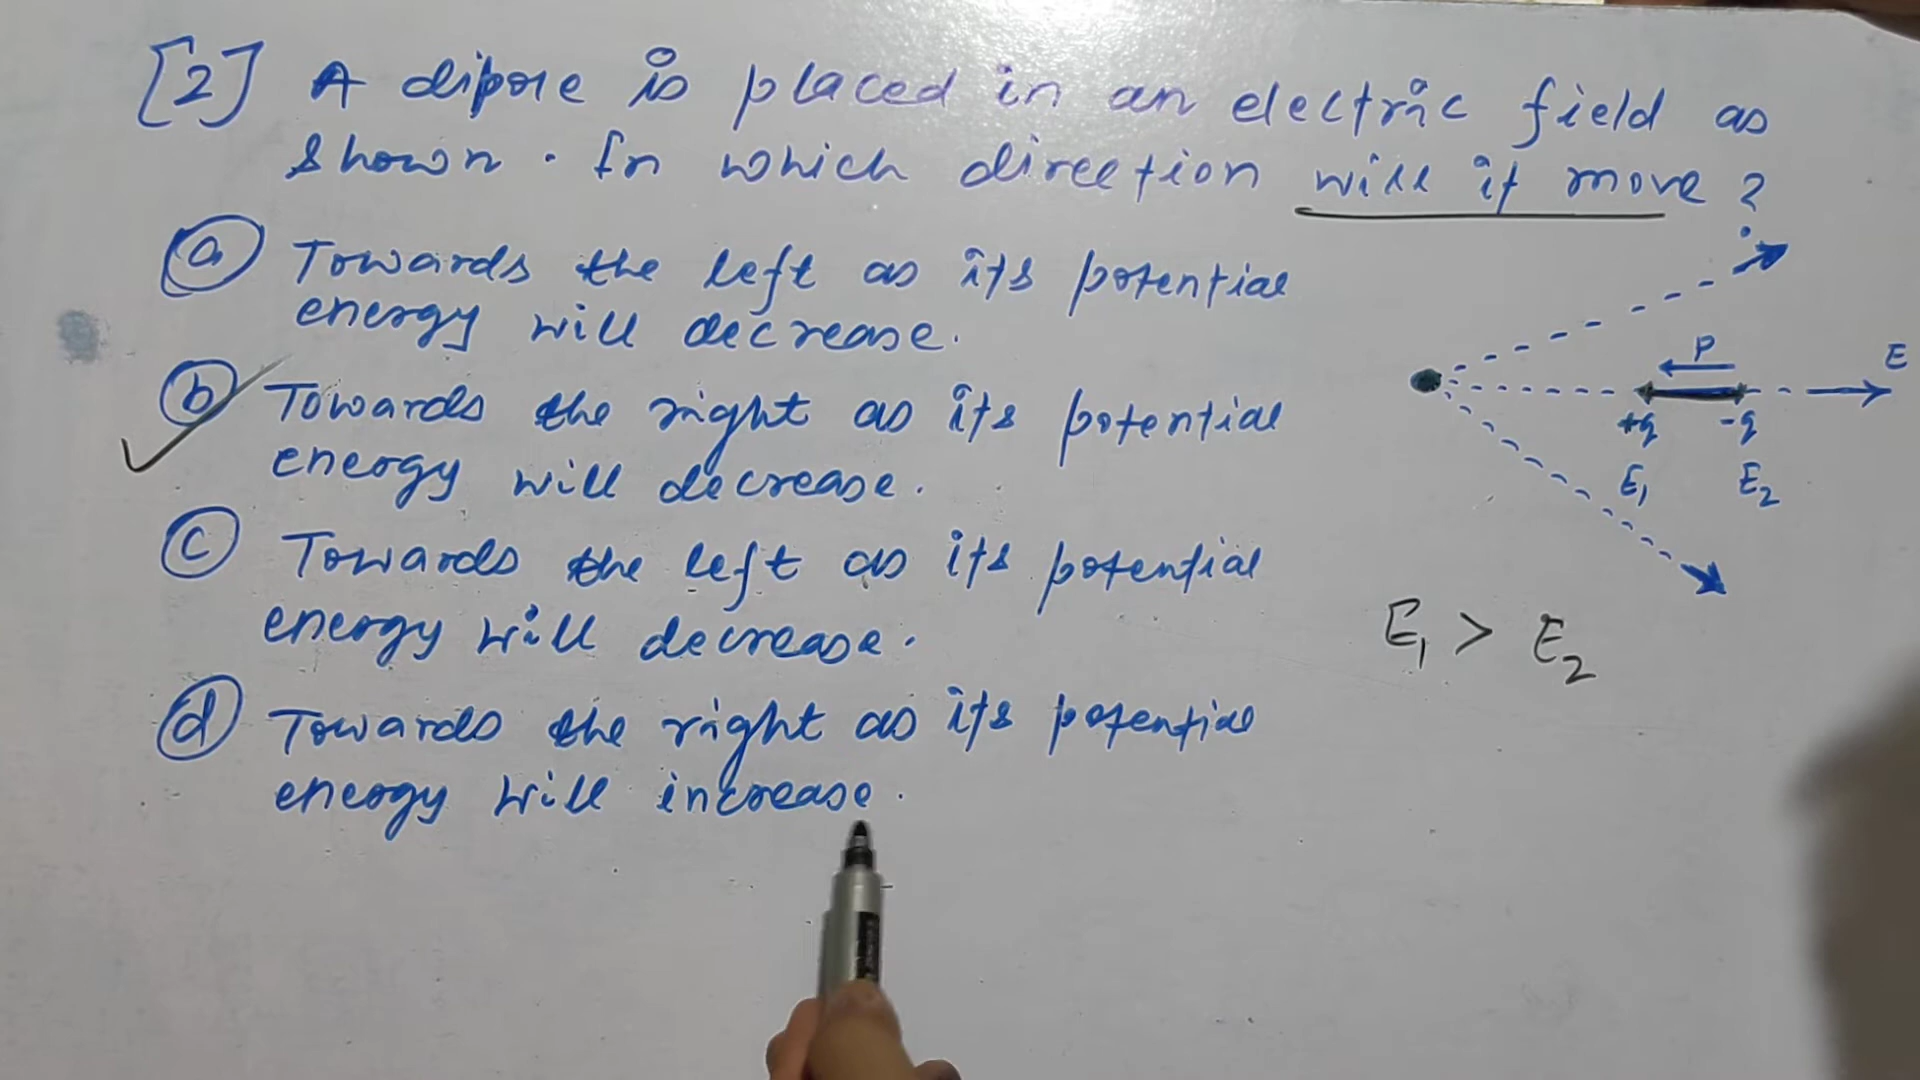 [2] A dipole is placed in an electric field as
shown. In which direction will it move ?
(a) Towards the left as its potential
energy will decrease.
(b) Towards the right as its potential
energy will decrease.
(c) Towards the left as its potential
energy will decrease.
(d) Towards the right as its potential
energy will increase.
P
E
+q -q
E₁ E₂
E₁ > E₂